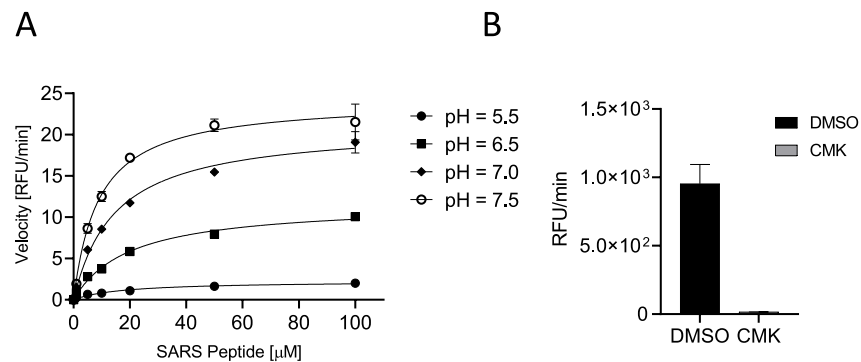 A
B
25
20
15
10
5
0
0
20
40
60
80
100
Velocity [RFU/min]
SARS Peptide [μM]
pH = 5.5
pH = 6.5
pH = 7.0
pH = 7.5
1.5×10³
1.0×10³
5.0×10²
0
RFU/min
DMSO CMK
DMSO
CMK